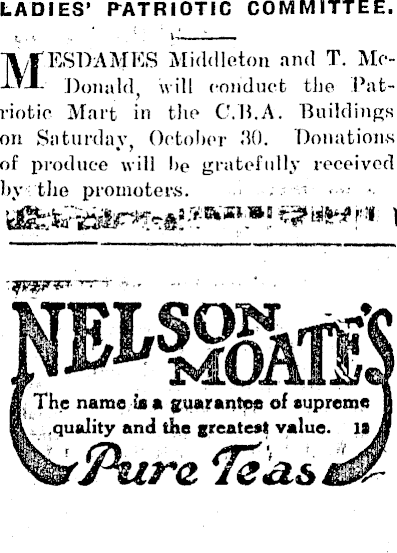 LADIES' PATRIOTIC COMMITTEE.
MESDAMES Middleton and T. Mc-
Donald, will conduct the Pat-
riotic Mart in the C.B.A. Buildings
on Saturday, October 30. Donations
of produce will be gratefully received
by the promoters.
NELSON
MOATE'S
The name is a guarantee of supreme
quality and the greatest value. 13
Pure Teas